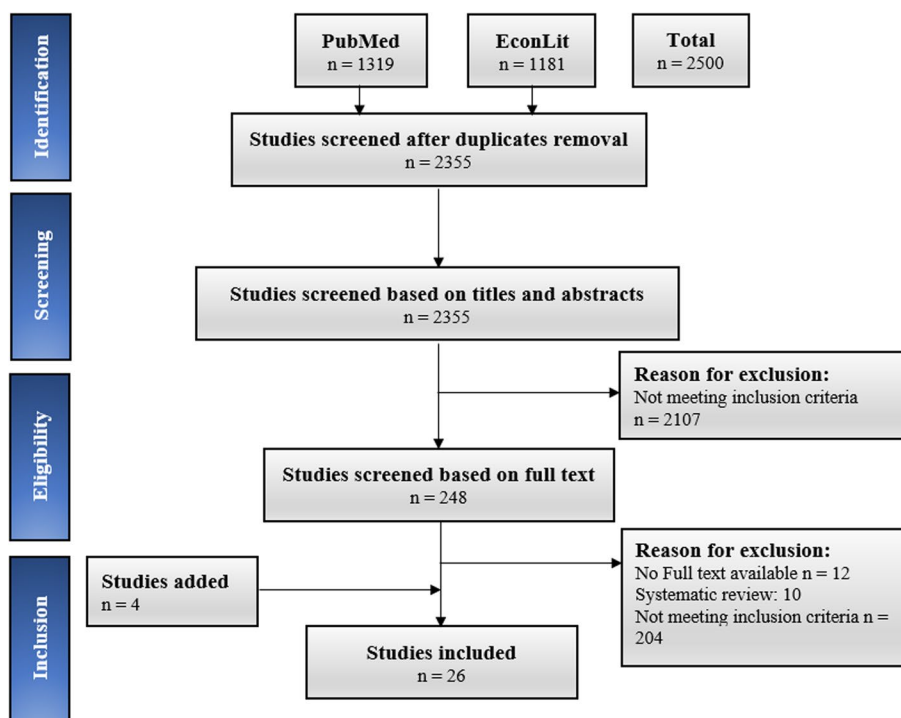 Identification
PubMed
n = 1319
EconLit
n = 1181
Total
n = 2500
Studies screened after duplicates removal
n = 2355
Screening
Studies screened based on titles and abstracts
n = 2355
Reason for exclusion:
Not meeting inclusion criteria
n = 2107
Eligibility
Studies screened based on full text
n = 248
Reason for exclusion:
No Full text available n = 12
Systematic review: 10
Not meeting inclusion criteria n =
204
Inclusion
Studies added
n = 4
Studies included
n = 26